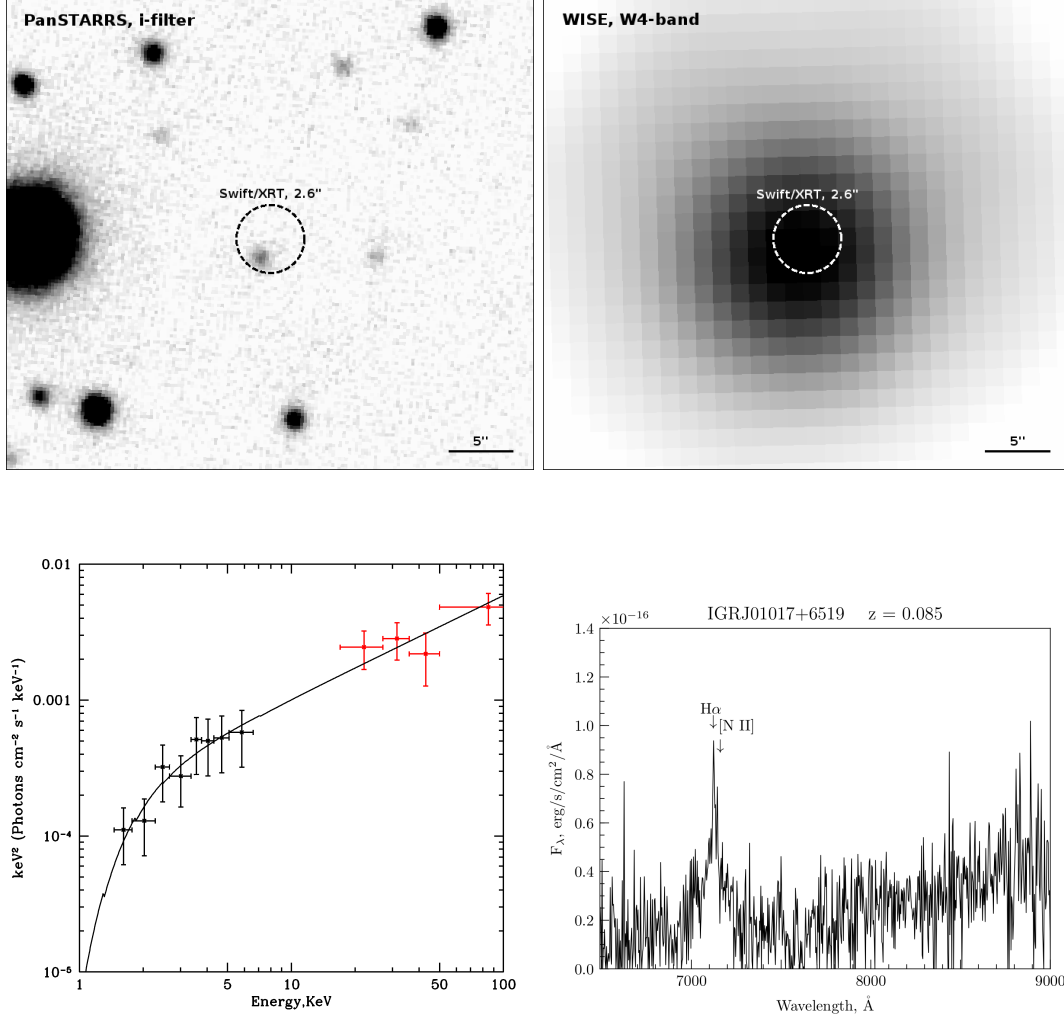 PanSTARRS, i-filter
Swift/XRT, 2.6"
5''
WISE, W4-band
Swift/XRT, 2.6"
5''
0.01
0.001
10⁻⁴
10⁻⁵
1
5
10
50
100
keV² (Photons cm⁻² s⁻¹ keV⁻¹)
Energy,KeV
IGRJ01017+6519 z = 0.085
×10⁻¹⁶
1.4
1.2
1.0
0.8
0.6
0.4
0.2
0.0
Hα
[N II]
7000
8000
9000
F_λ, erg/s/cm²/Å
Wavelength, Å